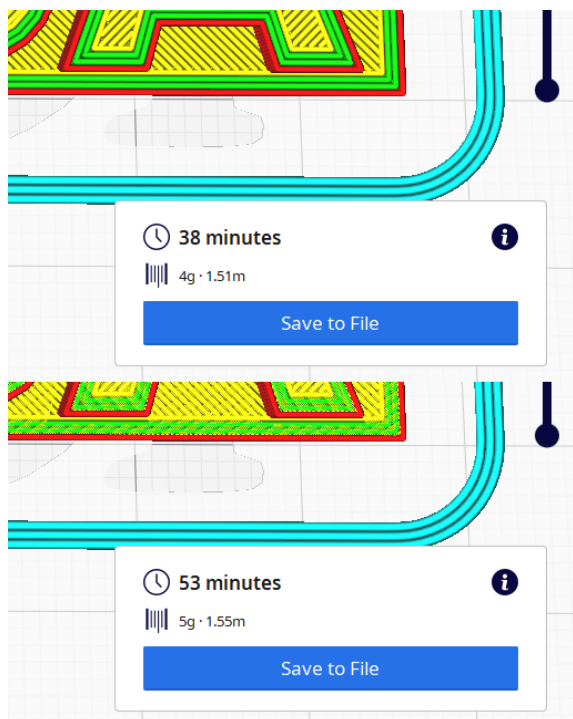 38 minutes
4g · 1.51m
Save to File
53 minutes
5g · 1.55m
Save to File